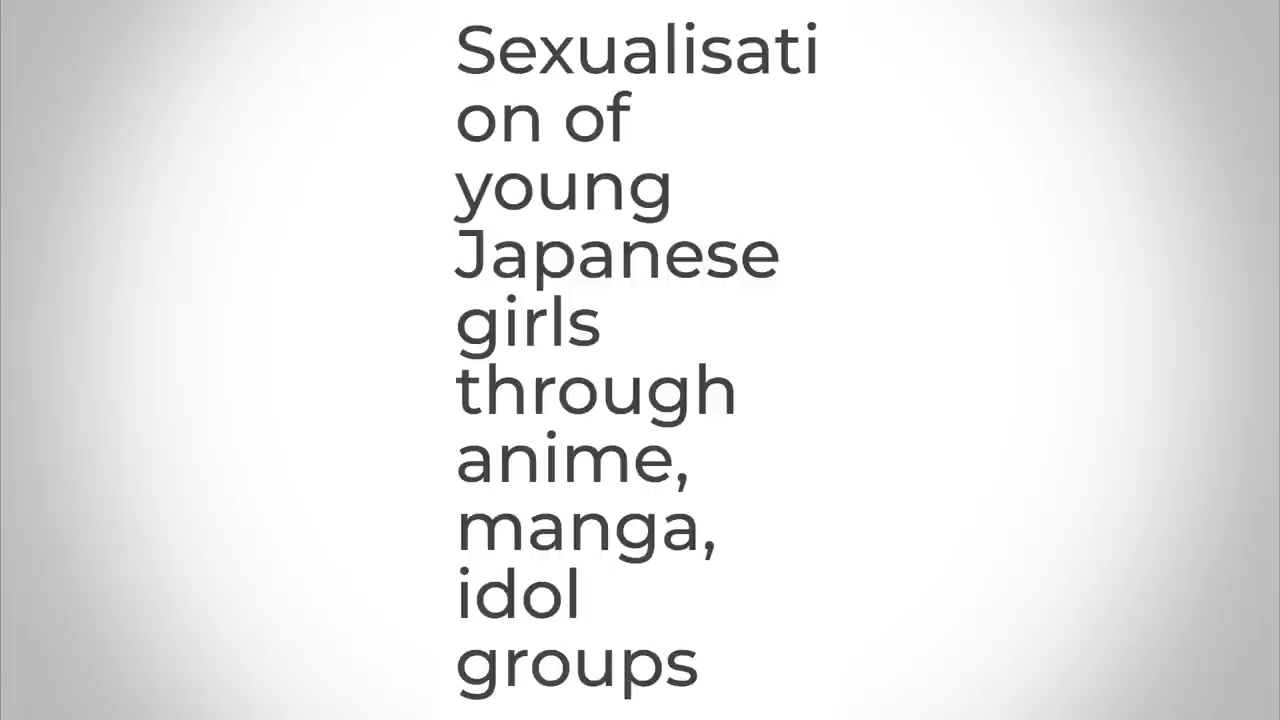 Sexualisati
on of
young
Japanese
girls
through
anime,
manga,
idol
groups